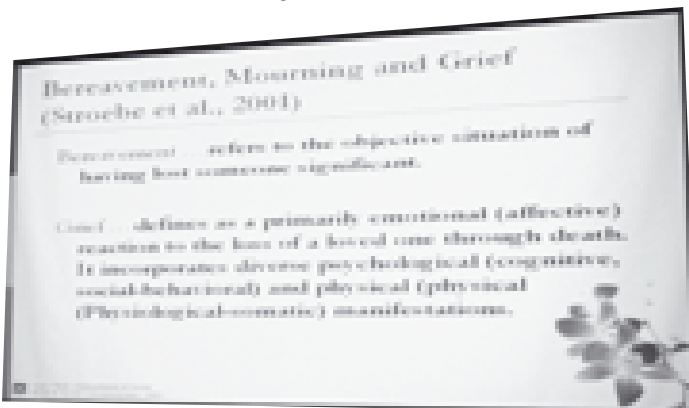 Bereavement, Mourning and Grief
(Stroebe et al., 2001)
Bereavement ... refers to the objective situation of
having lost someone significant.
Grief ... defines as a primarily emotional (affective)
reaction to the loss of a loved one through death.
It incorporates diverse psychological (cognitive,
social-behavioral) and physical (physical
(Physiological-somatic) manifestations.